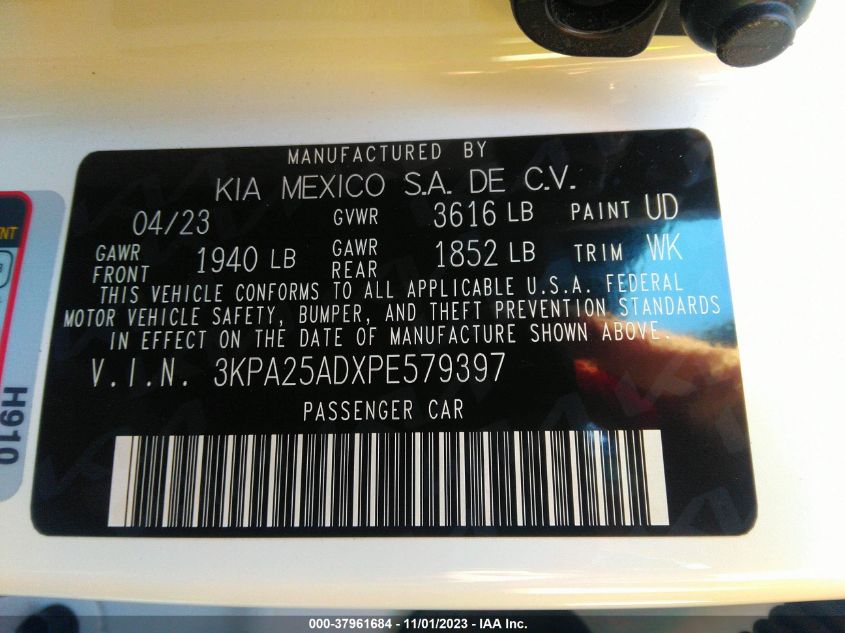 MANUFACTURED BY
KIA MEXICO S.A. DE C.V.
04/23 GVWR 3616 LB PAINT UD
GAWR FRONT 1940 LB GAWR REAR 1852 LB TRIM WK
THIS VEHICLE CONFORMS TO ALL APPLICABLE U.S.A. FEDERAL
MOTOR VEHICLE SAFETY, BUMPER, AND THEFT PREVENTION STANDARDS
IN EFFECT ON THE DATE OF MANUFACTURE SHOWN ABOVE.
V.I.N. 3KPA25ADXPE579397
PASSENGER CAR
H910
000-37961684 - 11/01/2023 - IAA Inc.